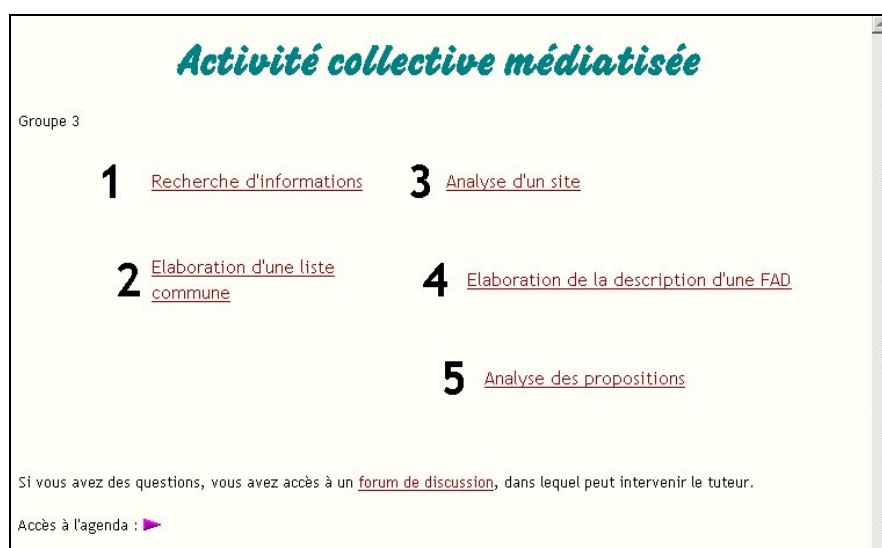 Activité collective médiatisée
Groupe 3
1 Recherche d'informations
2 Elaboration d'une liste
commune
3 Analyse d'un site
4 Elaboration de la description d'une FAD
5 Analyse des propositions
Si vous avez des questions, vous avez accès à un forum de discussion, dans lequel peut intervenir le tuteur.
Accès à l'agenda :